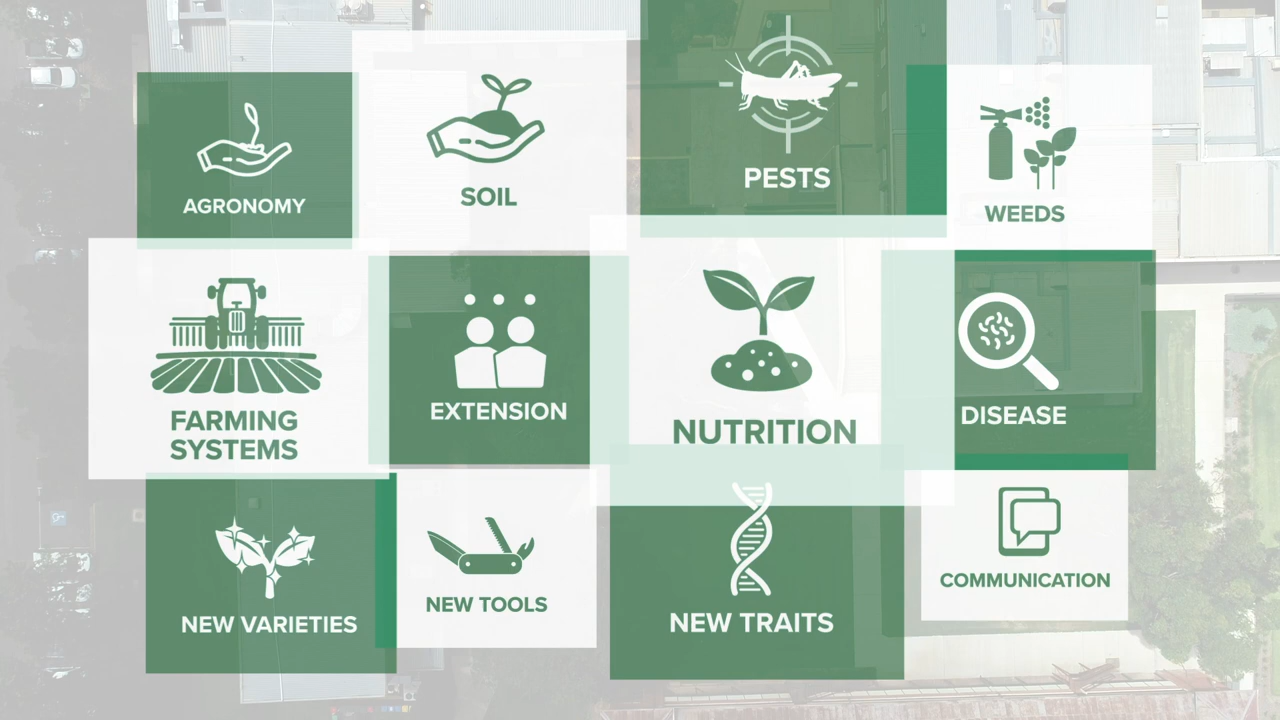 AGRONOMY
SOIL
PESTS
WEEDS
FARMING
SYSTEMS
EXTENSION
NUTRITION
DISEASE
NEW VARIETIES
NEW TOOLS
NEW TRAITS
COMMUNICATION